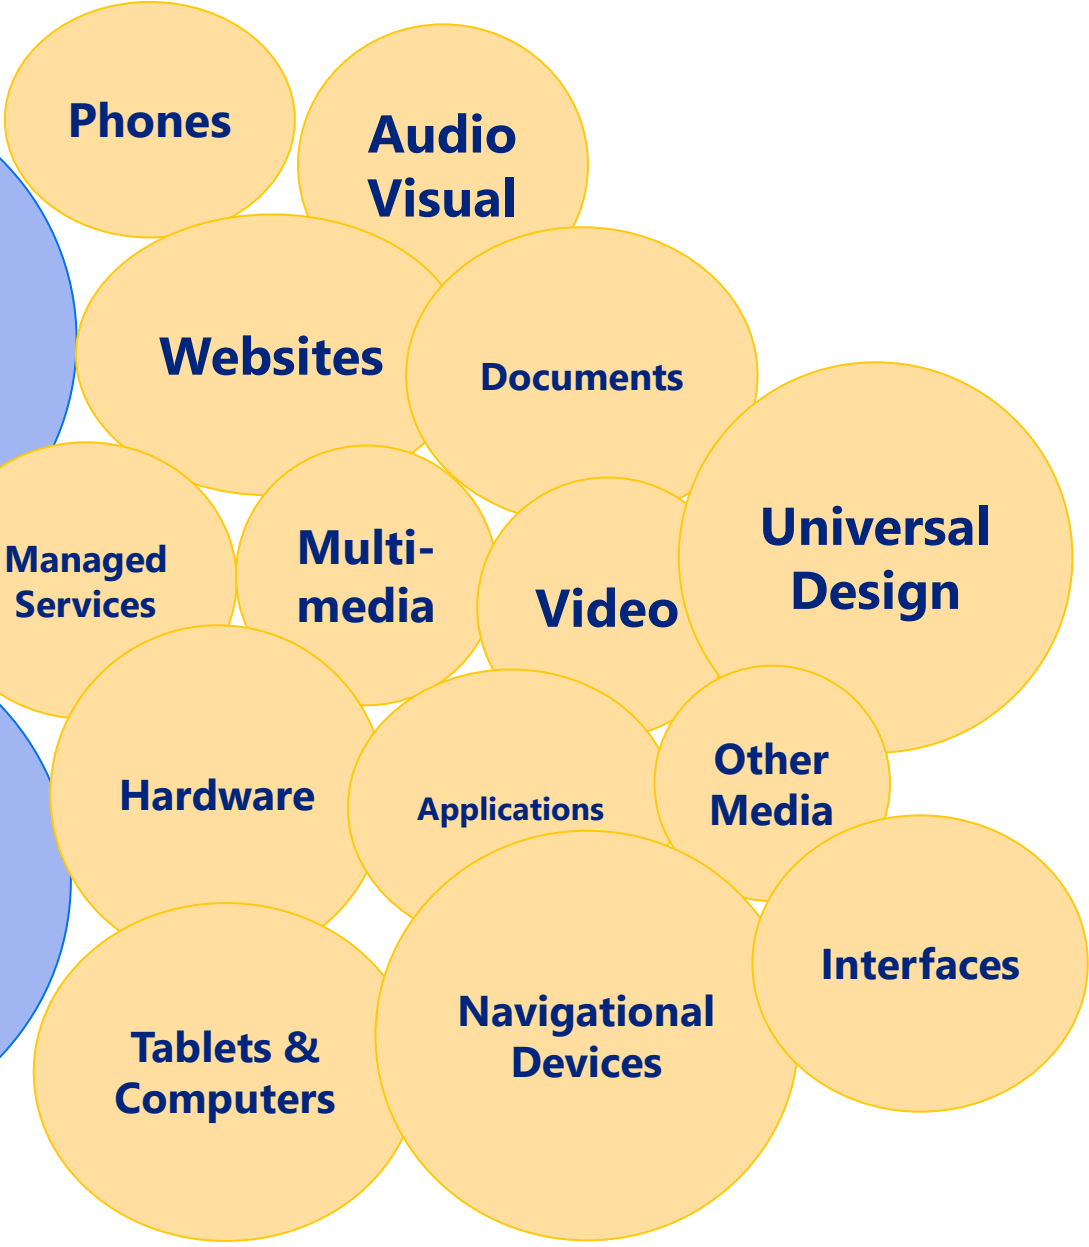 Phones
Audio
Visual
Websites
Documents
Universal
Design
Managed
Services
Multi-
media
Video
Other
Media
Hardware
Applications
Interfaces
Navigational
Devices
Tablets &
Computers